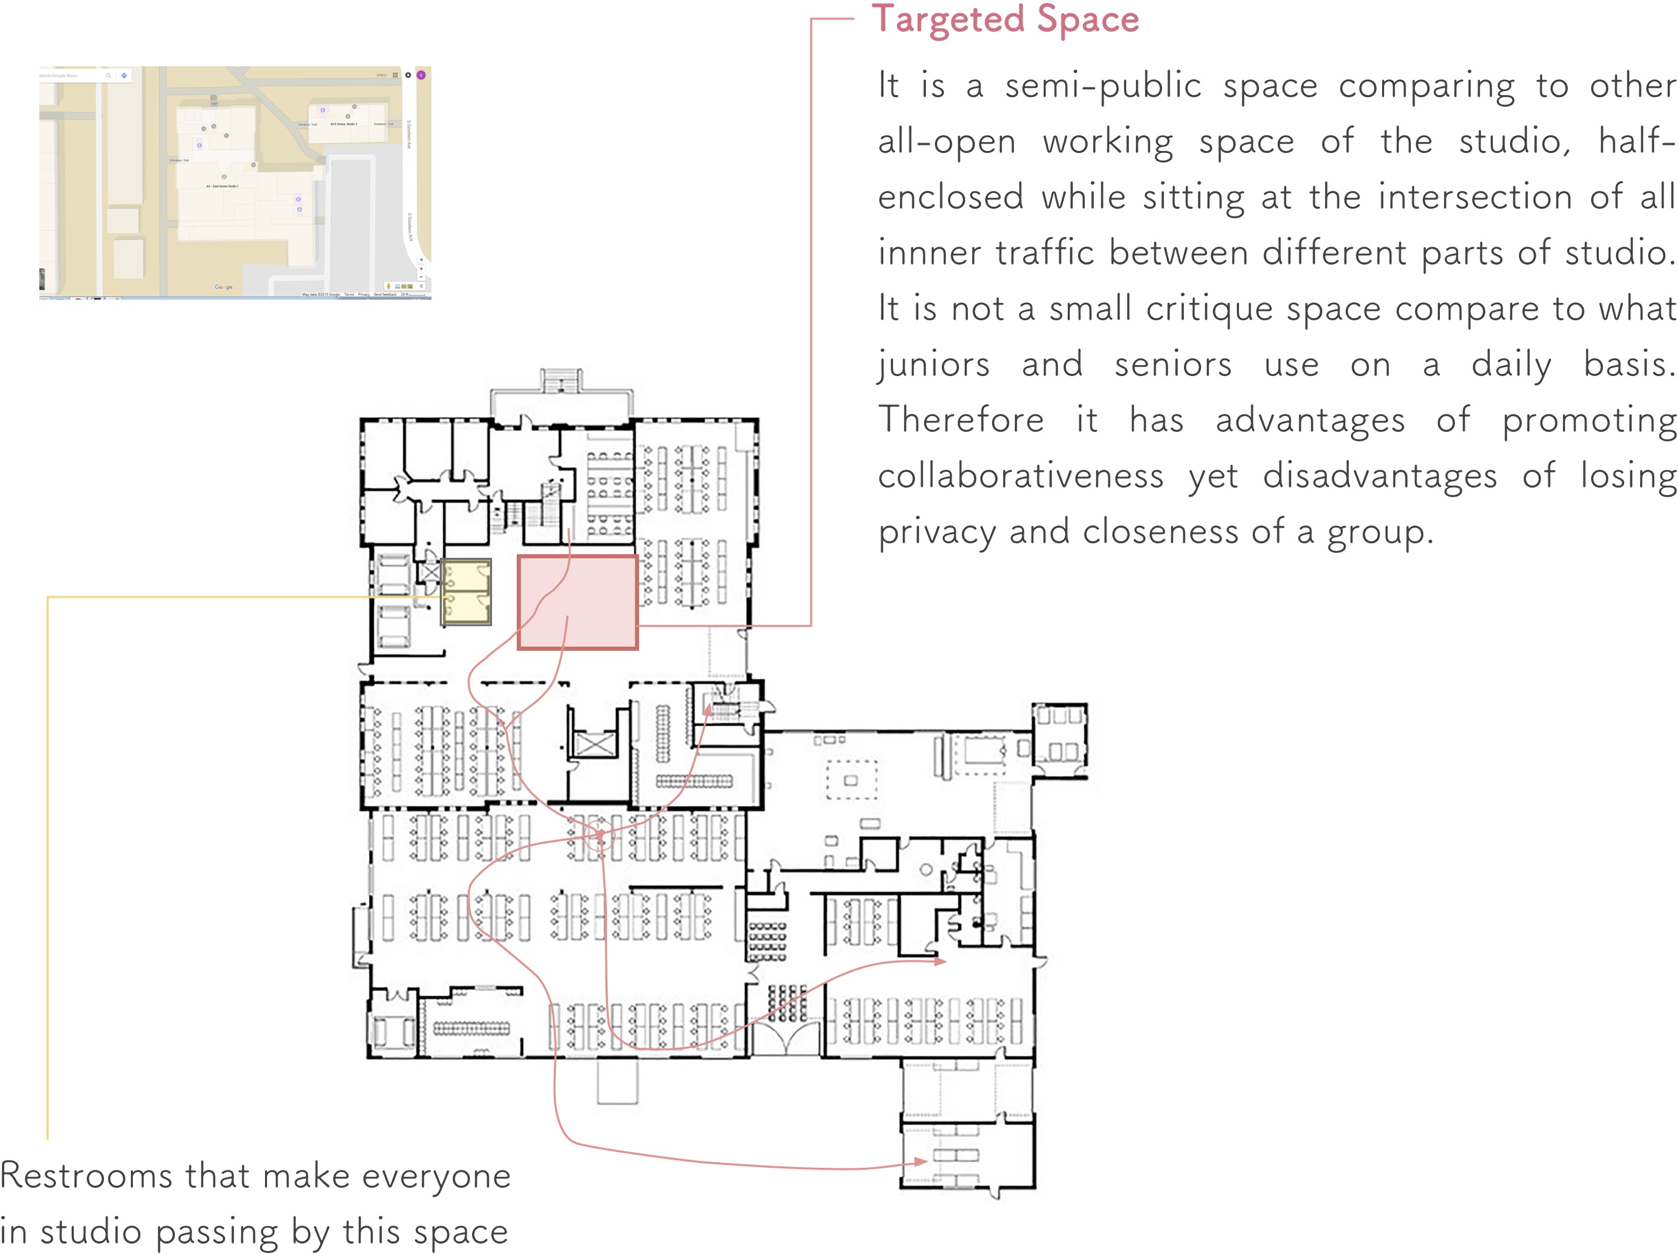 Targeted Space
It is a semi-public space comparing to other
all-open working space of the studio, half-
enclosed while sitting at the intersection of all
innner traffic between different parts of studio.
It is not a small critique space compare to what
juniors and seniors use on a daily basis.
Therefore it has advantages of promoting
collaborativeness yet disadvantages of losing
privacy and closeness of a group.
Google
Restrooms that make everyone
in studio passing by this space